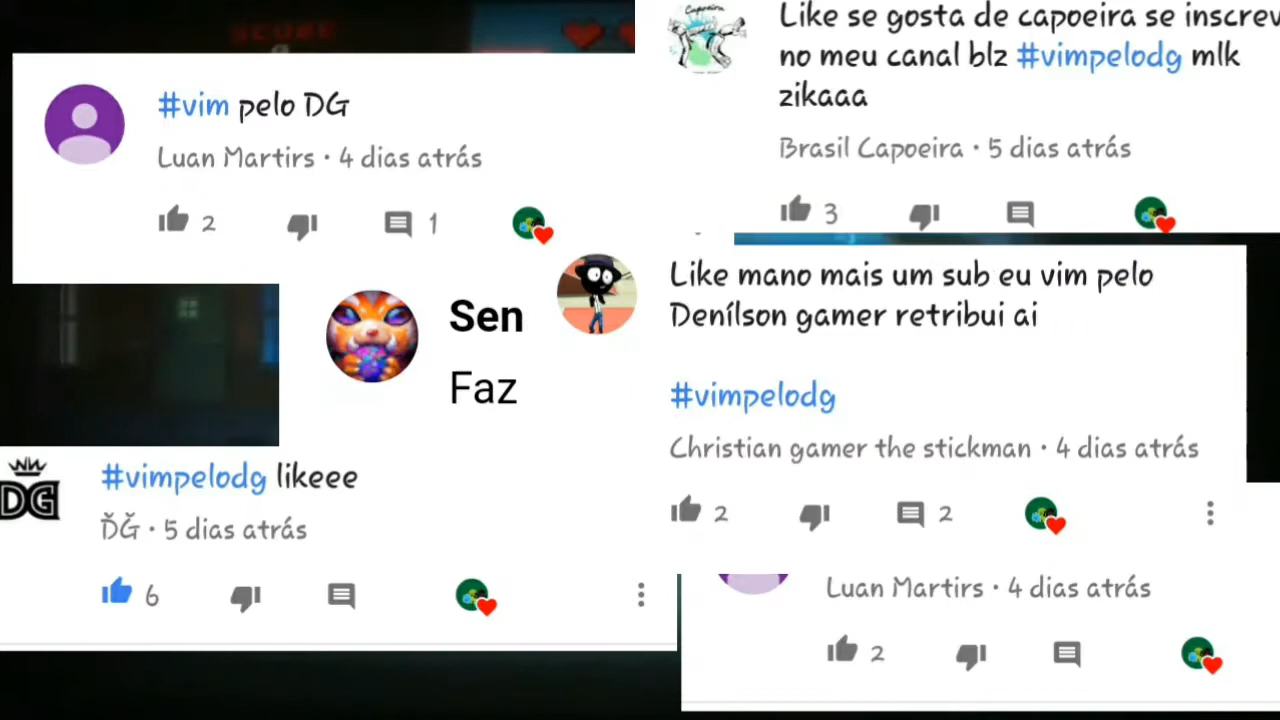 #vim pelo DG
Luan Martirs · 4 dias atrás
2
1
Capoeira
Like se gosta de capoeira se inscrev
no meu canal blz #vimpelodg mlk
zikaaa
Brasil Capoeira · 5 dias atrás
3
Sen
Faz
Like mano mais um sub eu vim pelo
Denílson gamer retribui ai
#vimpelodg
Christian gamer the stickman · 4 dias atrás
2
2
DG
#vimpelodg likeee
ĎǦ · 5 dias atrás
6
Luan Martirs · 4 dias atrás
2